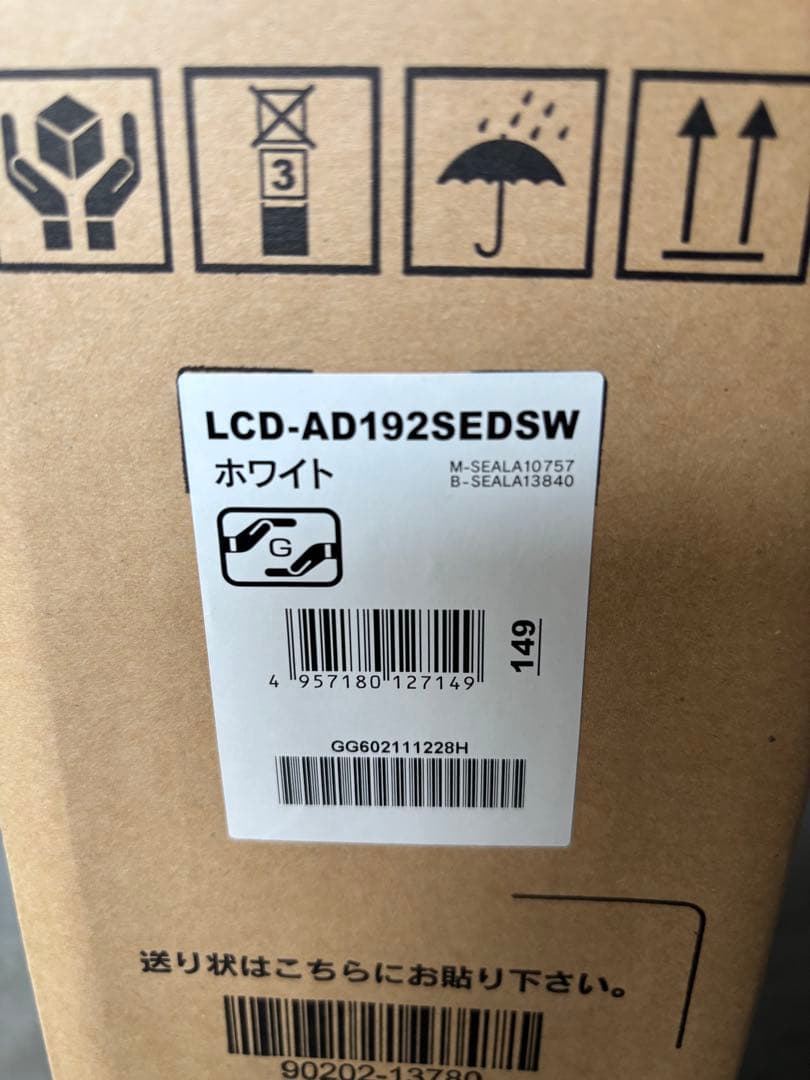 3
LCD-AD192SEDSW
ホワイト
M-SEALA10757
B-SEALA13840
G
4 957180 127149
149
GG602111228H
送り状はこちらにお貼り下さい。
90202-13780